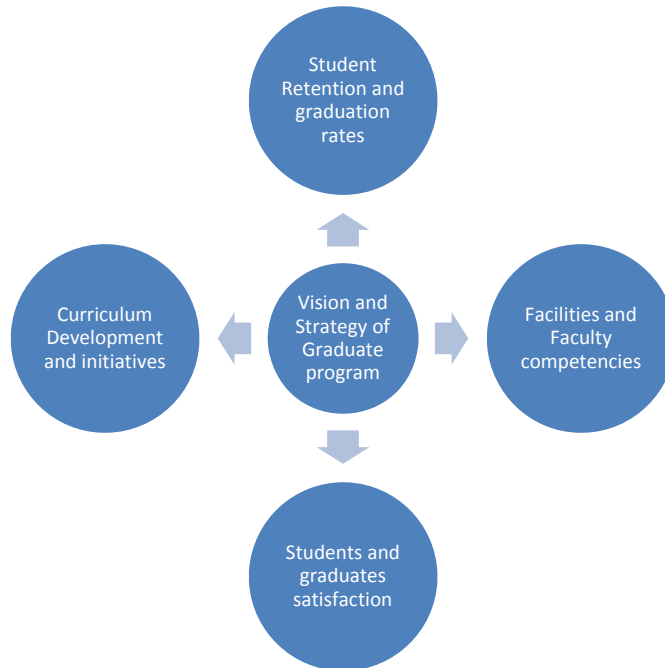 Student
Retention and
graduation
rates
Curriculum
Development
and initiatives
Vision and
Strategy of
Graduate
program
Facilities and
Faculty
competencies
Students and
graduates
satisfaction